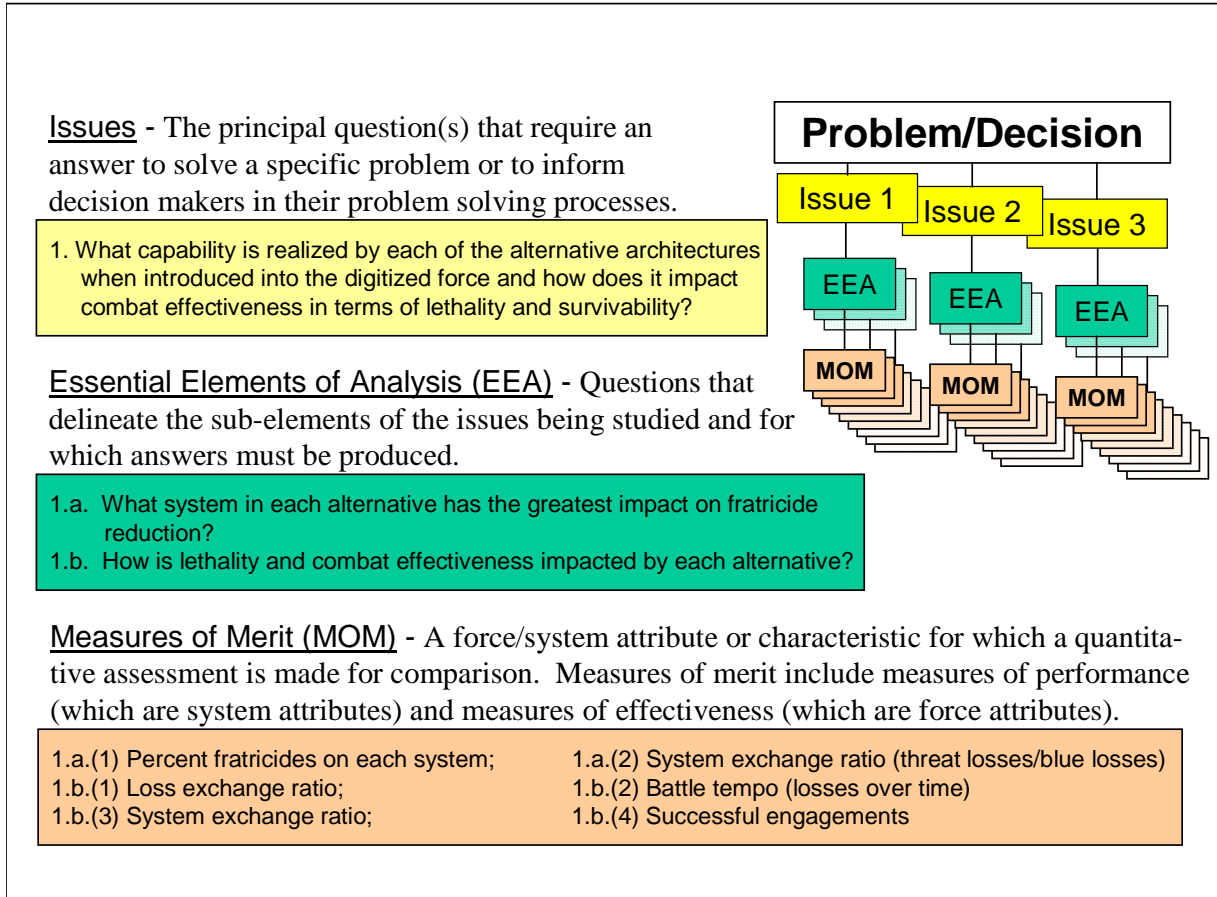 Issues - The principal question(s) that require an
answer to solve a specific problem or to inform
decision makers in their problem solving processes.
1. What capability is realized by each of the alternative architectures
when introduced into the digitized force and how does it impact
combat effectiveness in terms of lethality and survivability?
Essential Elements of Analysis (EEA) - Questions that
delineate the sub-elements of the issues being studied and for
which answers must be produced.
1.a. What system in each alternative has the greatest impact on fratricide
reduction?
1.b. How is lethality and combat effectiveness impacted by each alternative?
Measures of Merit (MOM) - A force/system attribute or characteristic for which a quantita-
tive assessment is made for comparison. Measures of merit include measures of performance
(which are system attributes) and measures of effectiveness (which are force attributes).
1.a.(1) Percent fratricides on each system;
1.b.(1) Loss exchange ratio;
1.b.(3) System exchange ratio;
1.a.(2) System exchange ratio (threat losses/blue losses)
1.b.(2) Battle tempo (losses over time)
1.b.(4) Successful engagements
Problem/Decision
Issue 1
Issue 2
Issue 3
EEA
EEA
EEA
MOM
MOM
MOM